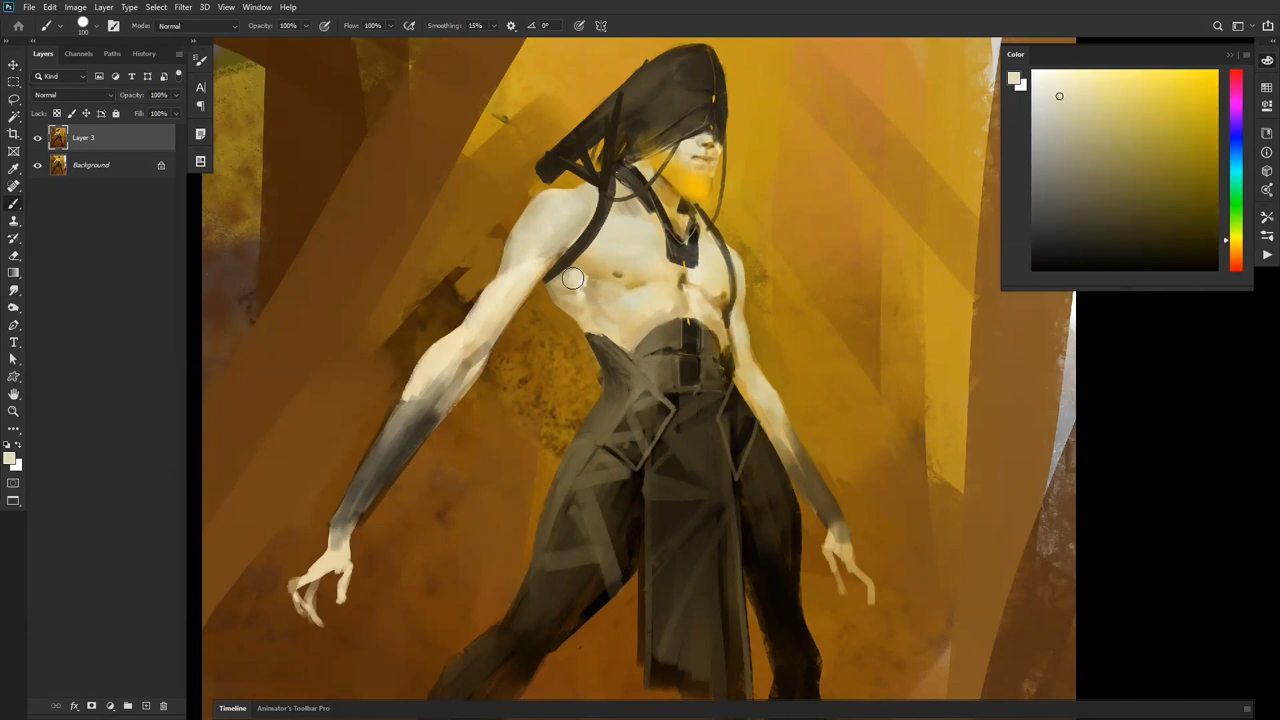 Ps File Edit Image Layer Type Select Filter 3D View Window Help
100 Mode: Normal Opacity: 100% Flow: 100% Smoothing: 15% 0°
Layers Channels Paths History
Kind
Normal Opacity: 100%
Lock: Fill: 100%
Layer 3
Background
Color
Timeline Animator's Toolbar Pro